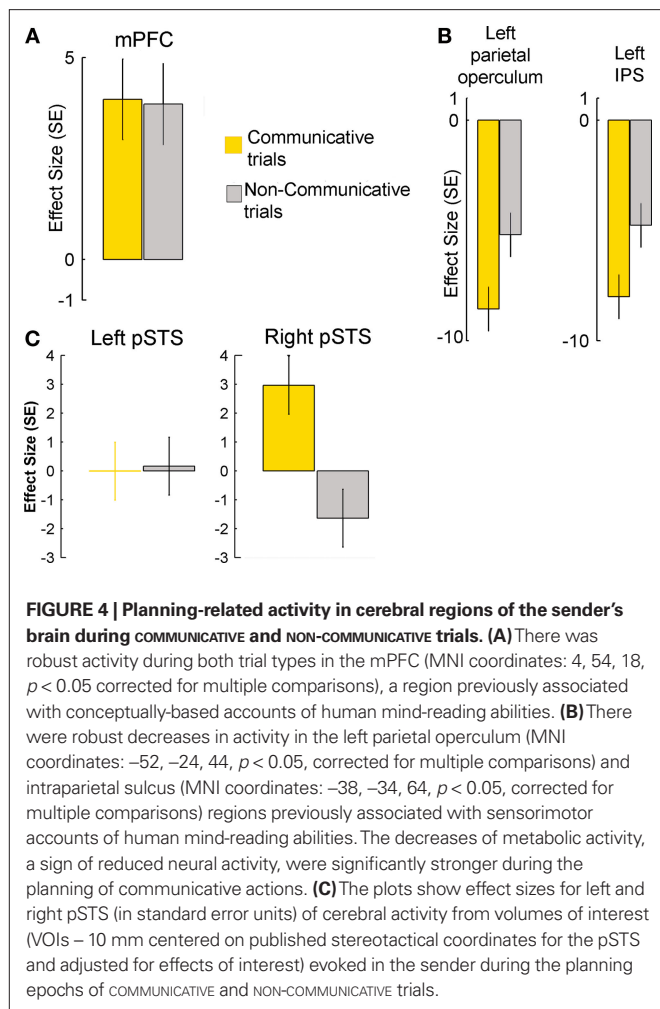 A
mPFC
5
0
-1
Effect Size (SE)
Communicative
trials
Non-Communicative
trials
B
Left
parietal
operculum
1
0
-10
Effect Size (SE)
Left
IPS
1
0
-10
C
Left pSTS
4
3
2
1
0
-1
-2
-3
Effect Size (SE)
Right pSTS
4
3
2
1
0
-1
-2
-3
FIGURE 4 | Planning-related activity in cerebral regions of the sender’s
brain during COMMUNICATIVE and NON-COMMUNICATIVE trials. (A) There was
robust activity during both trial types in the mPFC (MNI coordinates: 4, 54, 18,
p < 0.05 corrected for multiple comparisons), a region previously associated
with conceptually-based accounts of human mind-reading abilities. (B) There
were robust decreases in activity in the left parietal operculum (MNI
coordinates: –52, –24, 44, p < 0.05, corrected for multiple comparisons) and
intraparietal sulcus (MNI coordinates: –38, –34, 64, p < 0.05, corrected for
multiple comparisons) regions previously associated with sensorimotor
accounts of human mind-reading abilities. The decreases of metabolic activity,
a sign of reduced neural activity, were significantly stronger during the
planning of communicative actions. (C) The plots show effect sizes for left and
right pSTS (in standard error units) of cerebral activity from volumes of interest
(VOIs – 10 mm centered on published stereotactical coordinates for the pSTS
and adjusted for effects of interest) evoked in the sender during the planning
epochs of COMMUNICATIVE and NON-COMMUNICATIVE trials.